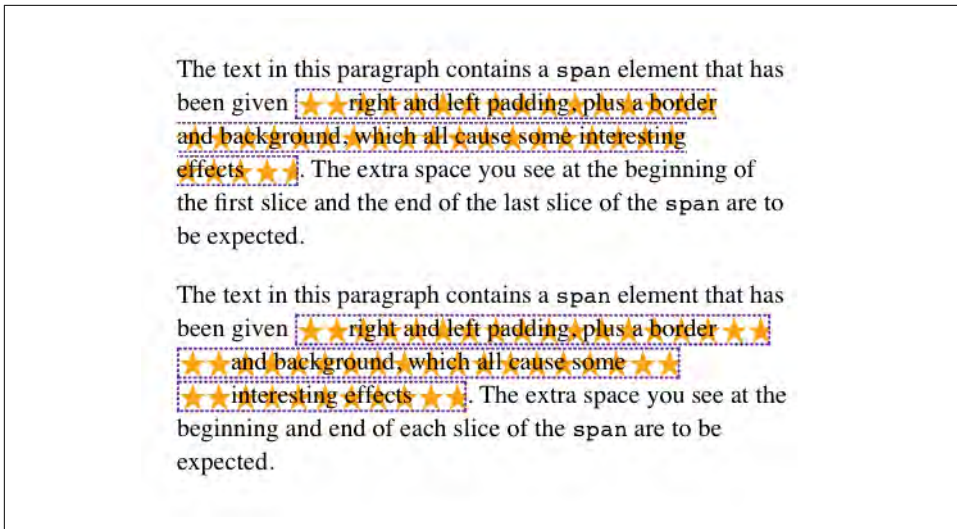 The text in this paragraph contains a span element that has
been given right and left padding, plus a border
and background, which all cause some interesting
effects. The extra space you see at the beginning of
the first slice and the end of the last slice of the span are to
be expected.
The text in this paragraph contains a span element that has
been given right and left padding, plus a border
and background, which all cause some
interesting effects. The extra space you see at the
beginning and end of each slice of the span are to be
expected.